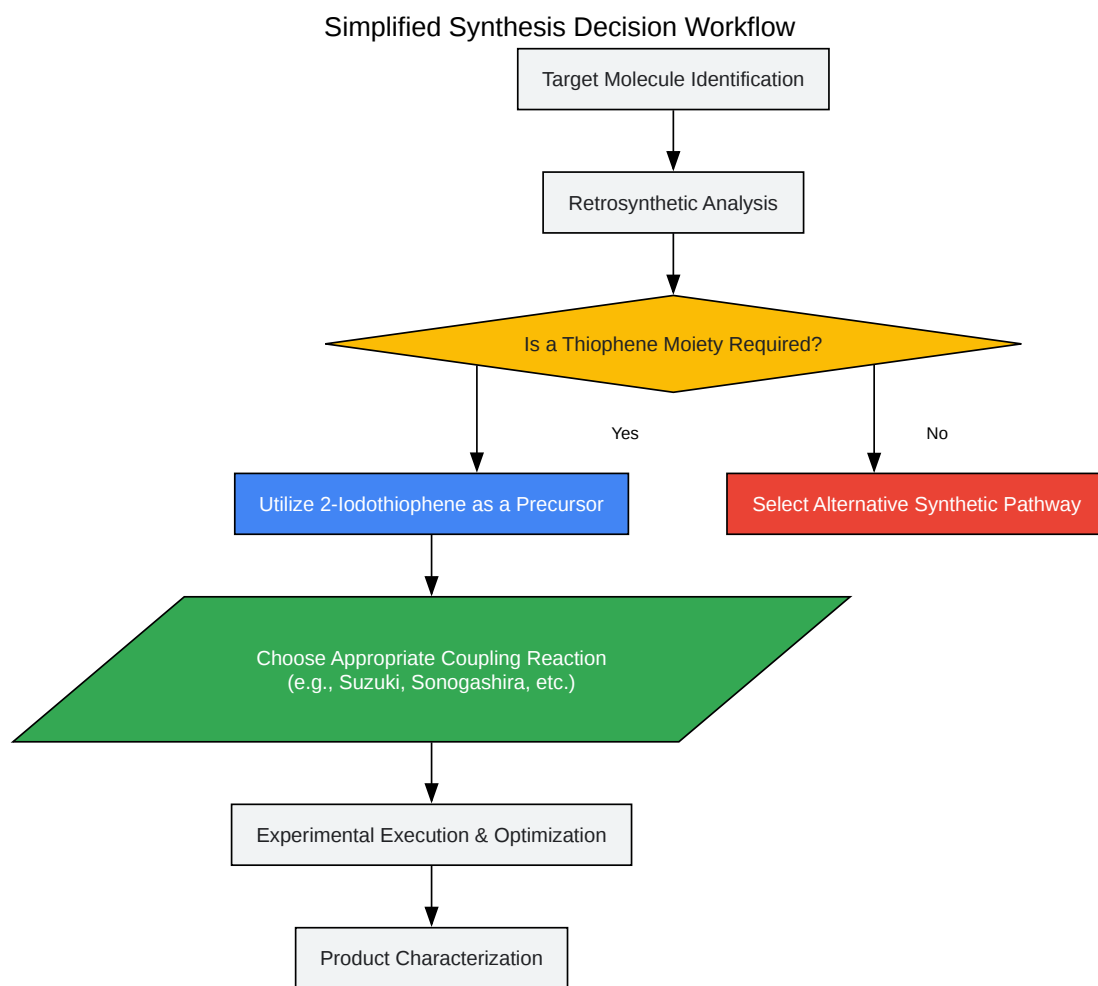 Simplified Synthesis Decision Workflow
Target Molecule Identification
Retrosynthetic Analysis
Is a Thiophene Moiety Required?
Yes
No
Utilize 2-Iodothiophene as a Precursor
Select Alternative Synthetic Pathway
Choose Appropriate Coupling Reaction
(e.g., Suzuki, Sonogashira, etc.)
Experimental Execution & Optimization
Product Characterization